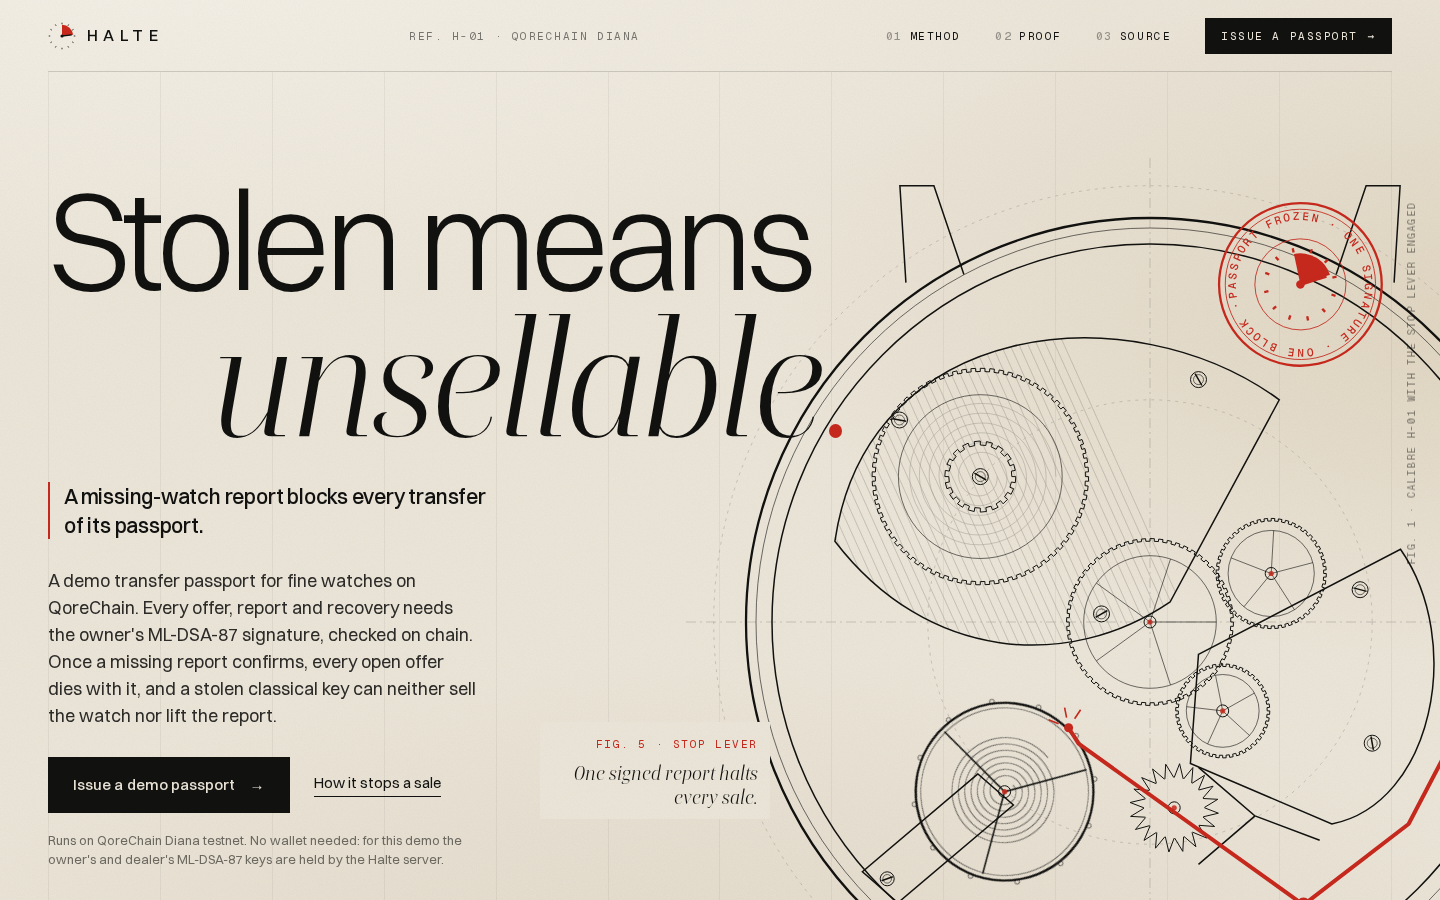 HALTE
REF. H-01 · QORECHAIN DIANA
01 METHOD
02 PROOF
03 SOURCE
ISSUE A PASSPORT →
Stolen means
unsellable
A missing-watch report blocks every transfer
of its passport.
A demo transfer passport for fine watches on
QoreChain. Every offer, report and recovery needs
the owner's ML-DSA-87 signature, checked on chain.
Once a missing report confirms, every open offer
dies with it, and a stolen classical key can neither sell
the watch nor lift the report.
Issue a demo passport →
How it stops a sale
Runs on QoreChain Diana testnet. No wallet needed: for this demo the
owner's and dealer's ML-DSA-87 keys are held by the Halte server.
FIG. 5 · STOP LEVER
One signed report halts
every sale.
PASSPORT FROZEN · ONE SIGNATURE · ONE BLOCK ·
FIG. 1 · CALIBRE H-01 WITH THE STOP LEVER ENGAGED